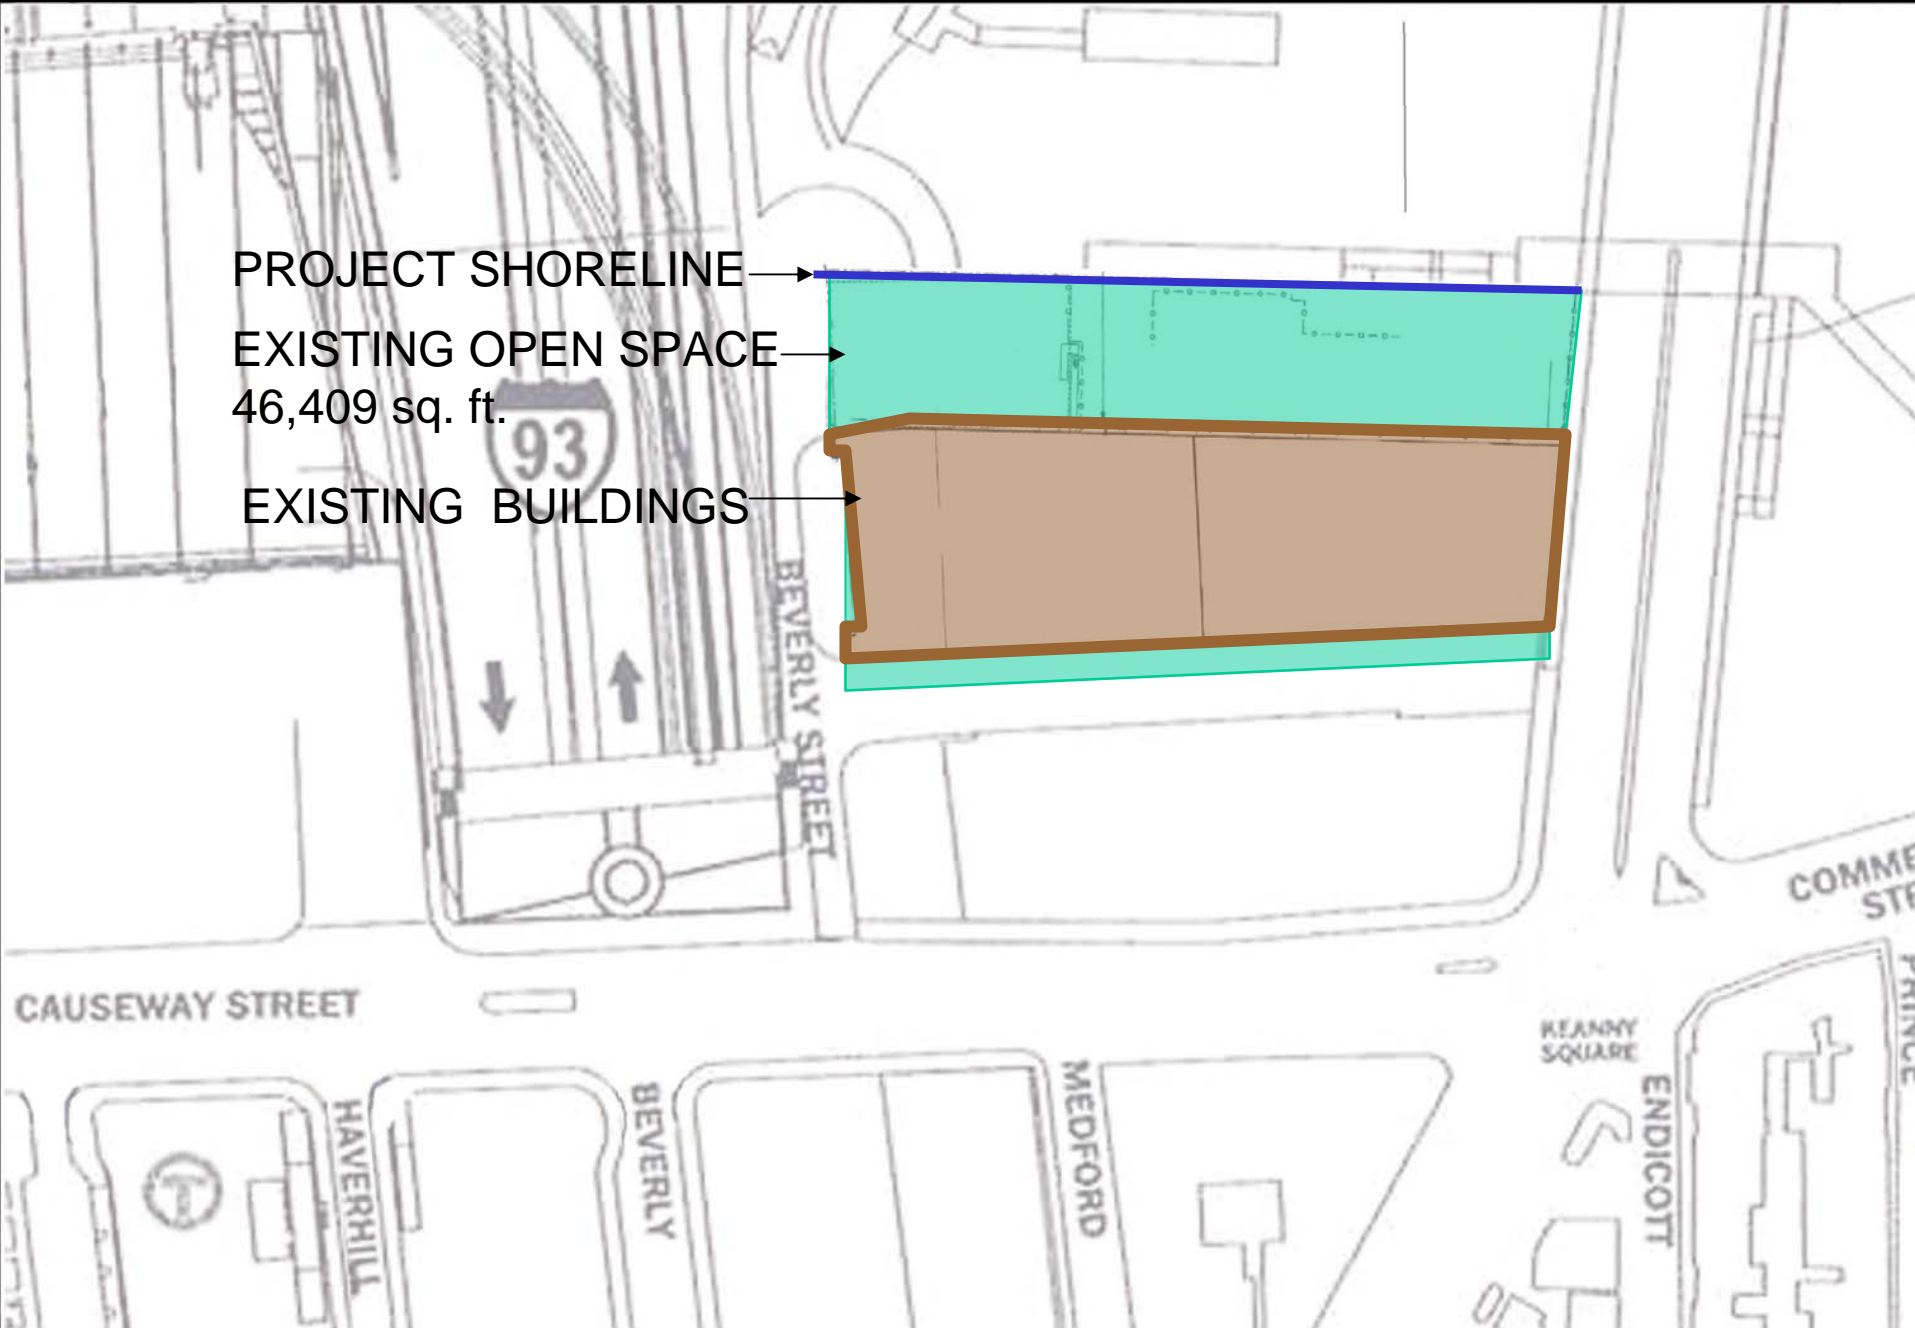 PROJECT SHORELINE
EXISTING OPEN SPACE
46,409 sq. ft.
93
EXISTING BUILDINGS
BEVERLY STREET
COMME
STE
CAUSEWAY STREET
KEANNY
SQUARE
PRINCE
HAVERHILL
BEVERLY
MEDFORD
ENDICOTT
T